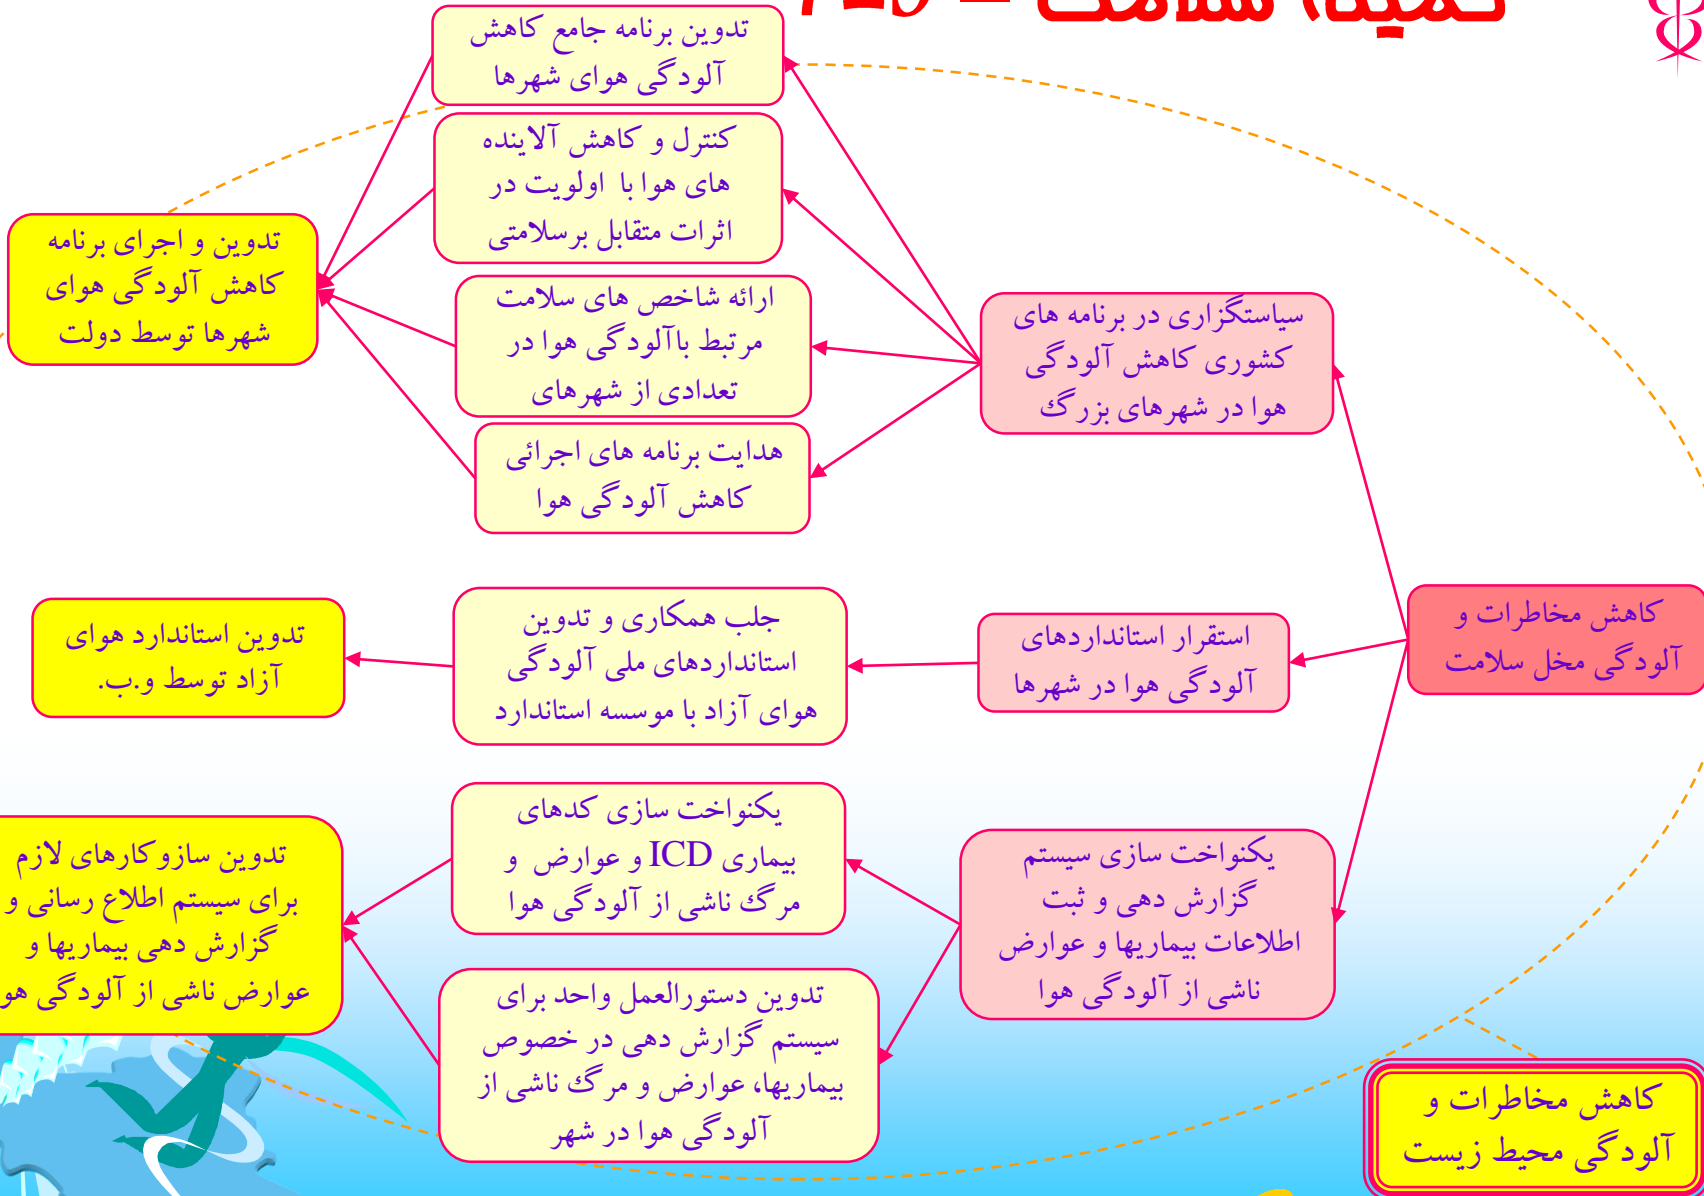 تدوین برنامه جامع کاهش
آلودگی هوای شهرها
کنترل و کاهش آلاینده
های هوا با اولویت در
اثرات متقابل برسلامتی
تدوین و اجرای برنامه
کاهش آلودگی هوای
شهرها توسط دولت
ارائه شاخص های سلامت
مرتبط باآلودگی هوا در
تعدادی از شهرهای
سیاستگزاری در برنامه های
کشوری کاهش آلودگی
هوا در شهرهای بزرگ
هدایت برنامه های اجرائی
کاهش آلودگی هوا
کاهش مخاطرات و
آلودگی مخل سلامت
استقرار استانداردهای
آلودگی هوا در شهرها
جلب همکاری و تدوین
استانداردهای ملی آلودگی
هوای آزاد با موسسه استاندارد
تدوین استاندارد هوای
آزاد توسط و.ب.
یکنواخت سازی کدهای
بیماری ICD و عوارض و
مرگ ناشی از آلودگی هوا
یکنواخت سازی سیستم
گزارش دهی و ثبت
اطلاعات بیماریها و عوارض
ناشی از آلودگی هوا
تدوین سازوکارهای لازم
برای سیستم اطلاع رسانی و
گزارش دهی بیماریها و
عوارض ناشی از آلودگی هو
تدوین دستورالعمل واحد برای
سیستم گزارش دهی در خصوص
بیماریها، عوارض و مرگ ناشی از
آلودگی هوا در شهر
کاهش مخاطرات و
آلودگی محیط زیست